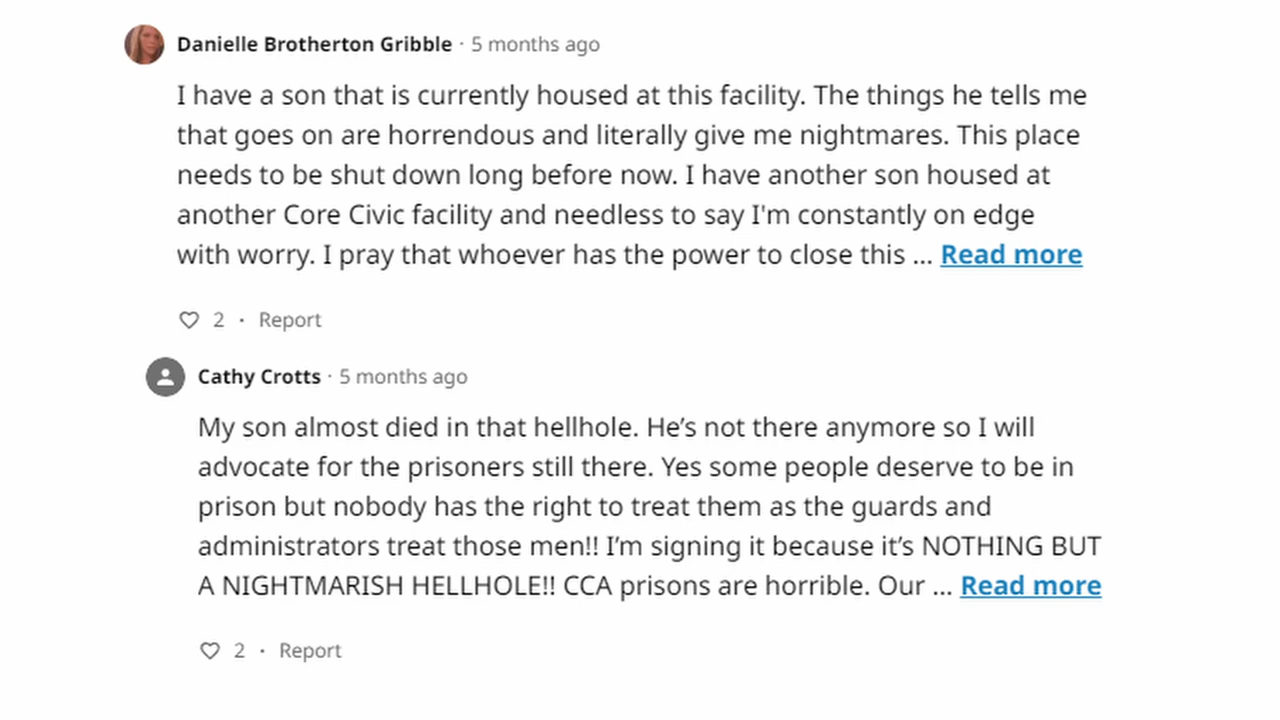 Danielle Brotherton Gribble · 5 months ago
I have a son that is currently housed at this facility. The things he tells me
that goes on are horrendous and literally give me nightmares. This place
needs to be shut down long before now. I have another son housed at
another Core Civic facility and needless to say I'm constantly on edge
with worry. I pray that whoever has the power to close this ... Read more
2 · Report
Cathy Crotts · 5 months ago
My son almost died in that hellhole. He’s not there anymore so I will
advocate for the prisoners still there. Yes some people deserve to be in
prison but nobody has the right to treat them as the guards and
administrators treat those men!! I’m signing it because it’s NOTHING BUT
A NIGHTMARISH HELLHOLE!! CCA prisons are horrible. Our ... Read more
2 · Report